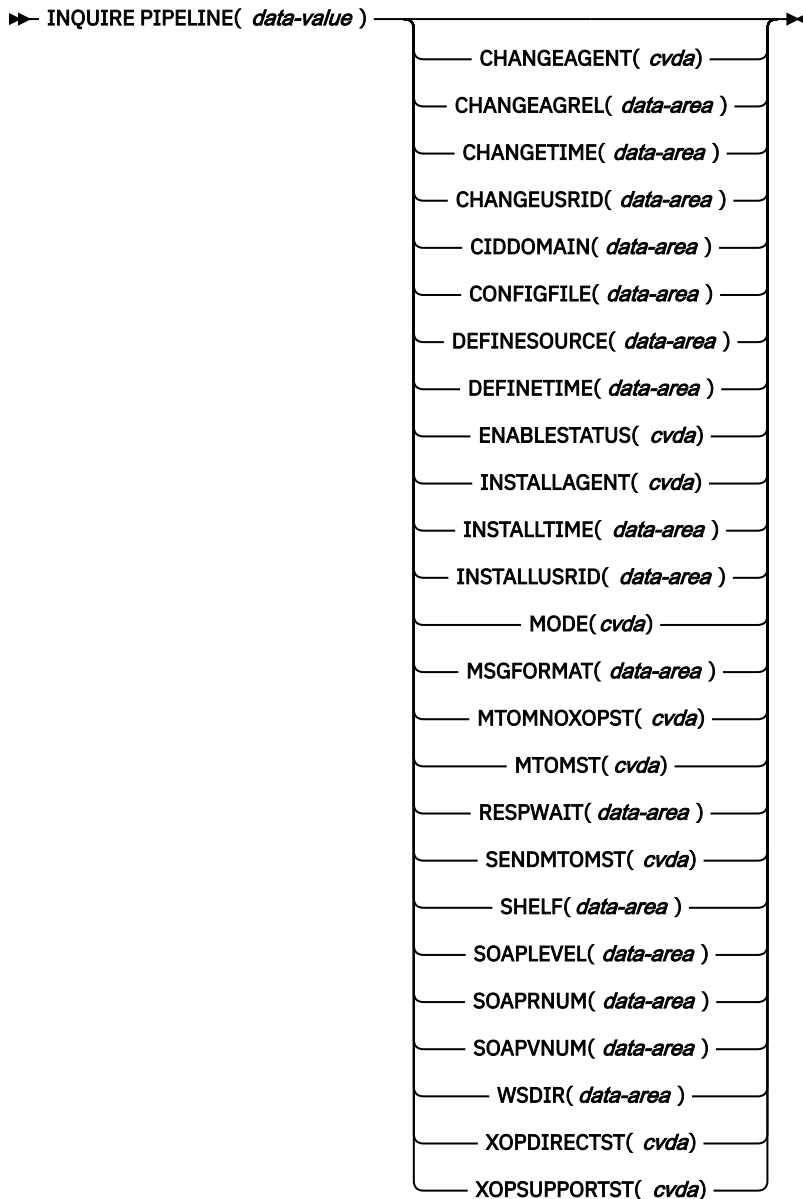 INQUIRE PIPELINE( data-value )
CHANGEAGENT( cvda)
CHANGEAGREL( data-area )
CHANGETIME( data-area )
CHANGEUSRID( data-area )
CIDDOMAIN( data-area )
CONFIGFILE( data-area )
DEFINESOURCE( data-area )
DEFINETIME( data-area )
ENABLESTATUS( cvda)
INSTALLAGENT( cvda)
INSTALLTIME( data-area )
INSTALLUSRID( data-area )
MODE(cvda)
MSGFORMAT( data-area )
MTOMNOXOPST( cvda)
MTOMST(cvda)
RESPWAIT(data-area )
SENDMTOMST( cvda)
SHELF(data-area )
SOAPLEVEL( data-area )
SOAPRNUM( data-area )
SOAPVNUM( data-area )
WSDIR( data-area )
XOPDIRECTST( cvda)
XOPSUPPORTST( cvda)